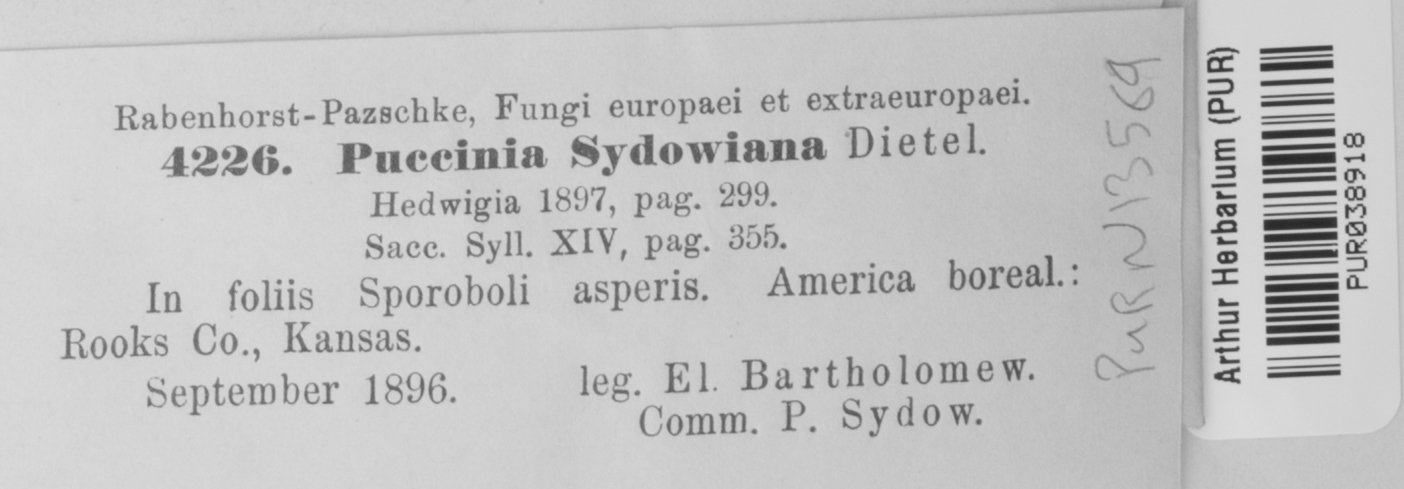 Rabenhorst-Pazschke, Fungi europaei et extraeuropaei.
4226. Puccinia Sydowiana Dietel.
Hedwigia 1897, pag. 299.
Sacc. Syll. XIV, pag. 355.
In foliis Sporoboli asperis. America boreal.:
Rooks Co., Kansas.
September 1896. leg. El. Bartholomew.
Comm. P. Sydow.
PUR N13569
Arthur Herbarium (PUR)
PUR038918